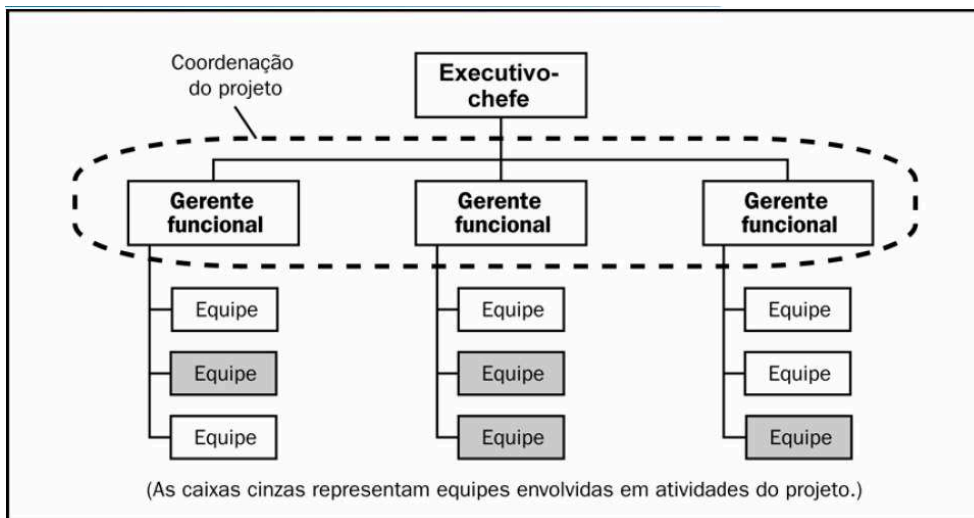 Coordenação
do projeto
Executivo-
chefe
Gerente
funcional
Gerente
funcional
Gerente
funcional
Equipe
Equipe
Equipe
Equipe
Equipe
Equipe
Equipe
Equipe
Equipe
(As caixas cinzas representam equipes envolvidas em atividades do projeto.)